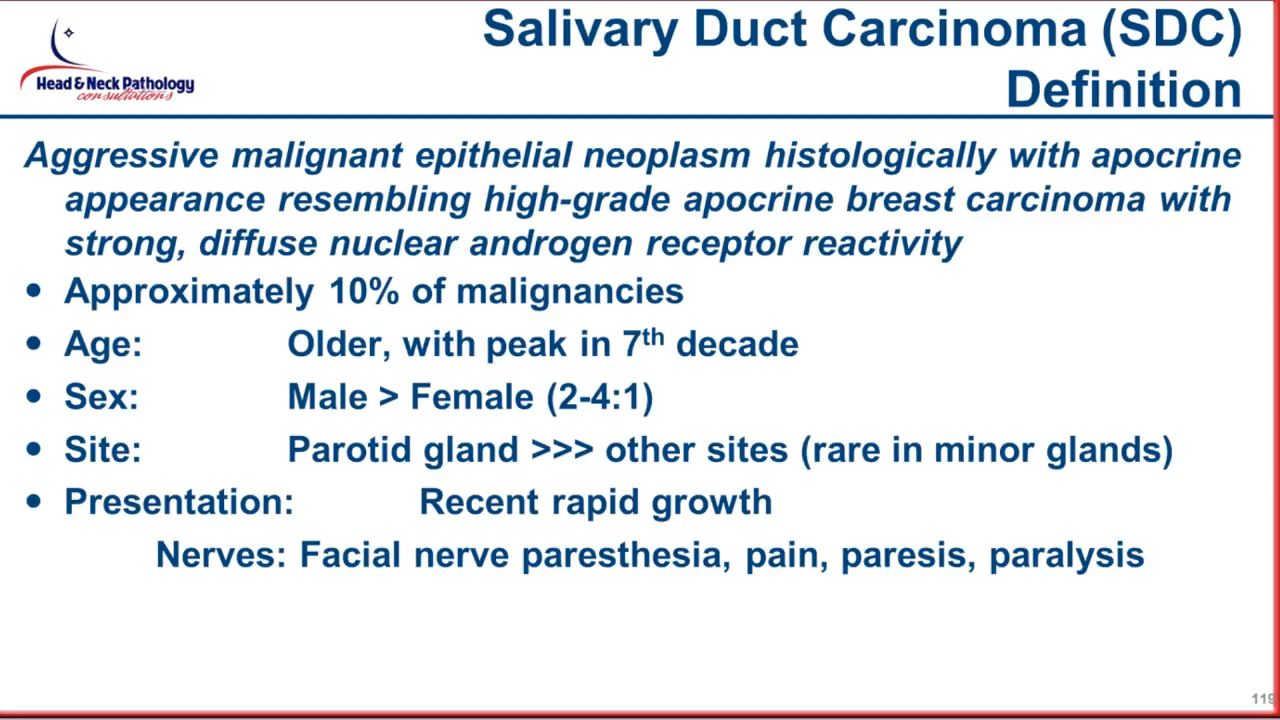 Salivary Duct Carcinoma (SDC)
Definition
Head & Neck Pathology
consultations
Aggressive malignant epithelial neoplasm histologically with apocrine
appearance resembling high-grade apocrine breast carcinoma with
strong, diffuse nuclear androgen receptor reactivity
• Approximately 10% of malignancies
• Age: Older, with peak in 7th decade
• Sex: Male > Female (2-4:1)
• Site: Parotid gland >>> other sites (rare in minor glands)
• Presentation: Recent rapid growth
Nerves: Facial nerve paresthesia, pain, paresis, paralysis
119